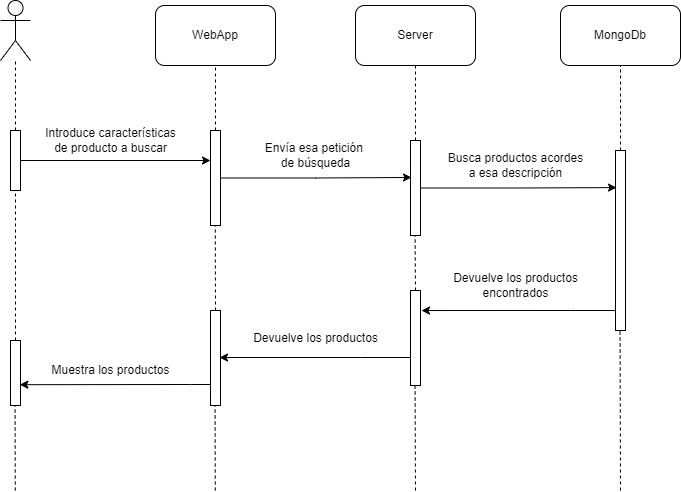 WebApp
Server
MongoDb
Introduce características
de producto a buscar
Envía esa petición
de búsqueda
Busca productos acordes
a esa descripción
Devuelve los productos
encontrados
Devuelve los productos
Muestra los productos